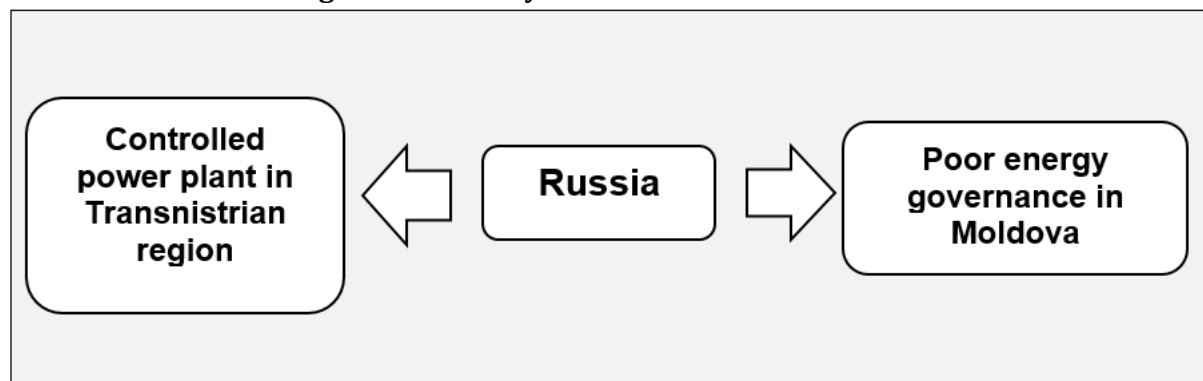 Controlled
power plant in
Transnistrian
region
Russia
Poor energy
governance in
Moldova